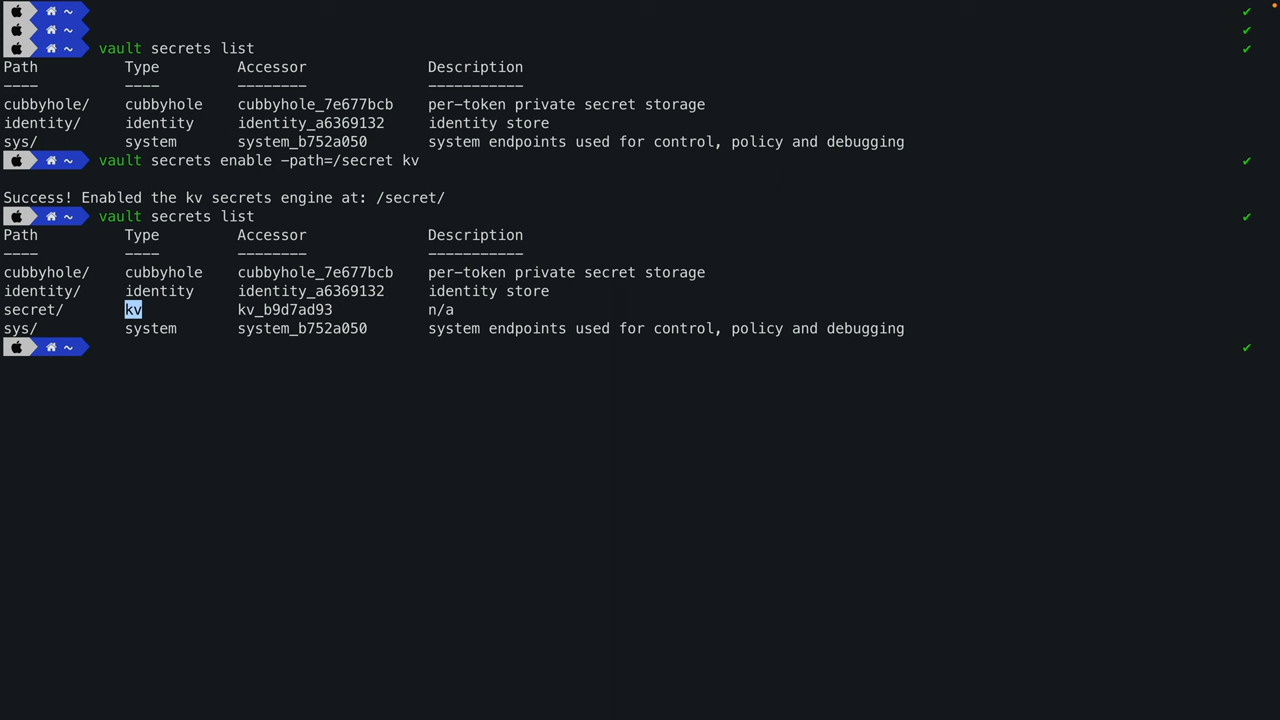 ~
~
~ vault secrets list
Path Type Accessor Description
---- ---- -------- -----------
cubbyhole/ cubbyhole cubbyhole_7e677bcb per-token private secret storage
identity/ identity identity_a6369132 identity store
sys/ system system_b752a050 system endpoints used for control, policy and debugging
~ vault secrets enable -path=/secret kv
Success! Enabled the kv secrets engine at: /secret/
~ vault secrets list
Path Type Accessor Description
---- ---- -------- -----------
cubbyhole/ cubbyhole cubbyhole_7e677bcb per-token private secret storage
identity/ identity identity_a6369132 identity store
secret/ kv kv_b9d7ad93 n/a
sys/ system system_b752a050 system endpoints used for control, policy and debugging
~